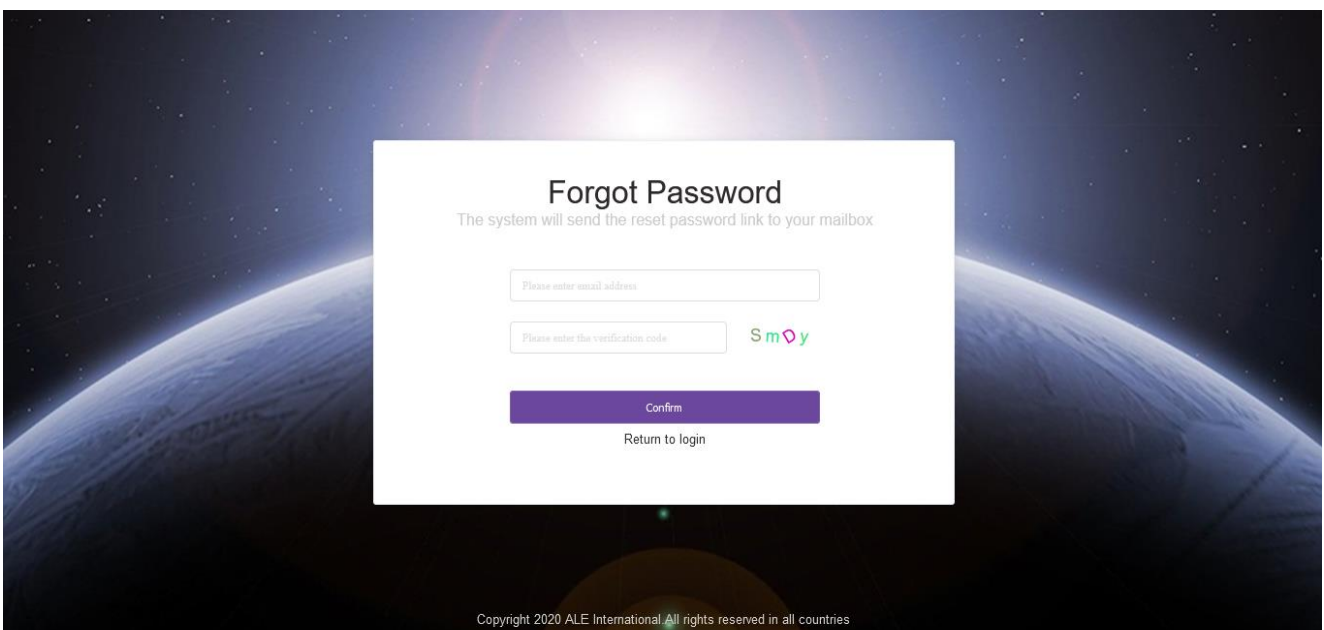 Forgot Password
The system will send the reset password link to your mailbox
Please enter email address
Please enter the verification code
SmDy
Confirm
Return to login
Copyright 2020 ALE International.All rights reserved in all countries